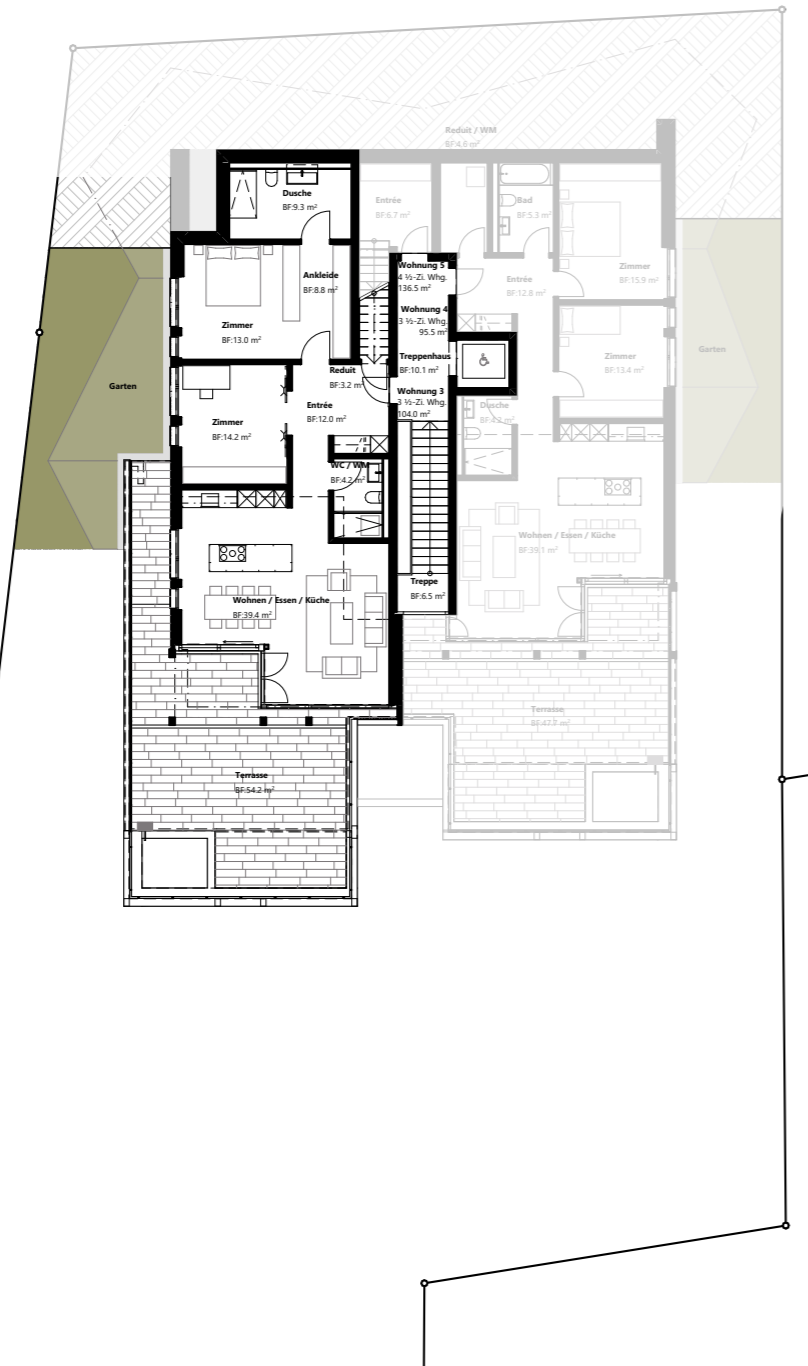 Reduit / WM
BF:4.6 m²
Dusche
BF:9.3 m²
Entrée
BF:6.7 m²
Bad
BF:5.3 m²
Wohnung 5
4 ½-Zi. Whg.
136.5 m²
Ankleide
BF:8.8 m²
Entrée
BF:12.8 m²
Zimmer
BF:15.9 m²
Wohnung 4
3 ½-Zi. Whg.
95.5 m²
Zimmer
BF:13.0 m²
Treppenhaus
BF:10.1 m²
Zimmer
BF:13.4 m²
Garten
Garten
Reduit
BF:3.2 m²
Wohnung 3
3 ½-Zi. Whg.
104.0 m²
Entrée
BF:12.0 m²
Zimmer
BF:14.2 m²
Dusche
WC / WM
BF:4.2 m²
Wohnen / Essen / Küche
BF:39.1 m²
Treppe
BF:6.5 m²
Wohnen / Essen / Küche
BF:39.4 m²
Terrasse
BF:47.7 m²
Terrasse
BF:54.2 m²